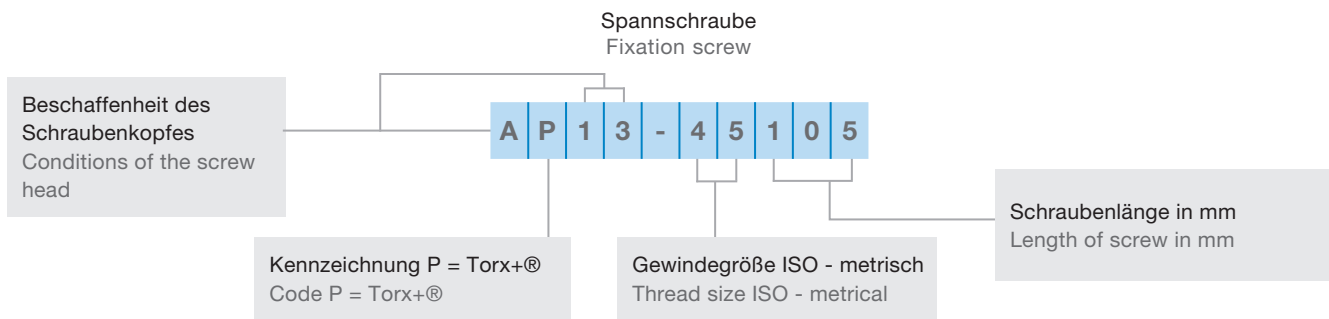 Spannschraube
Fixation screw
Beschaffenheit des
Schraubenkopfes
Conditions of the screw
head
A P 1 3 - 4 5 1 0 5
Schraubenlänge in mm
Length of screw in mm
Kennzeichnung P = Torx+®
Code P = Torx+®
Gewindegröße ISO - metrisch
Thread size ISO - metrical